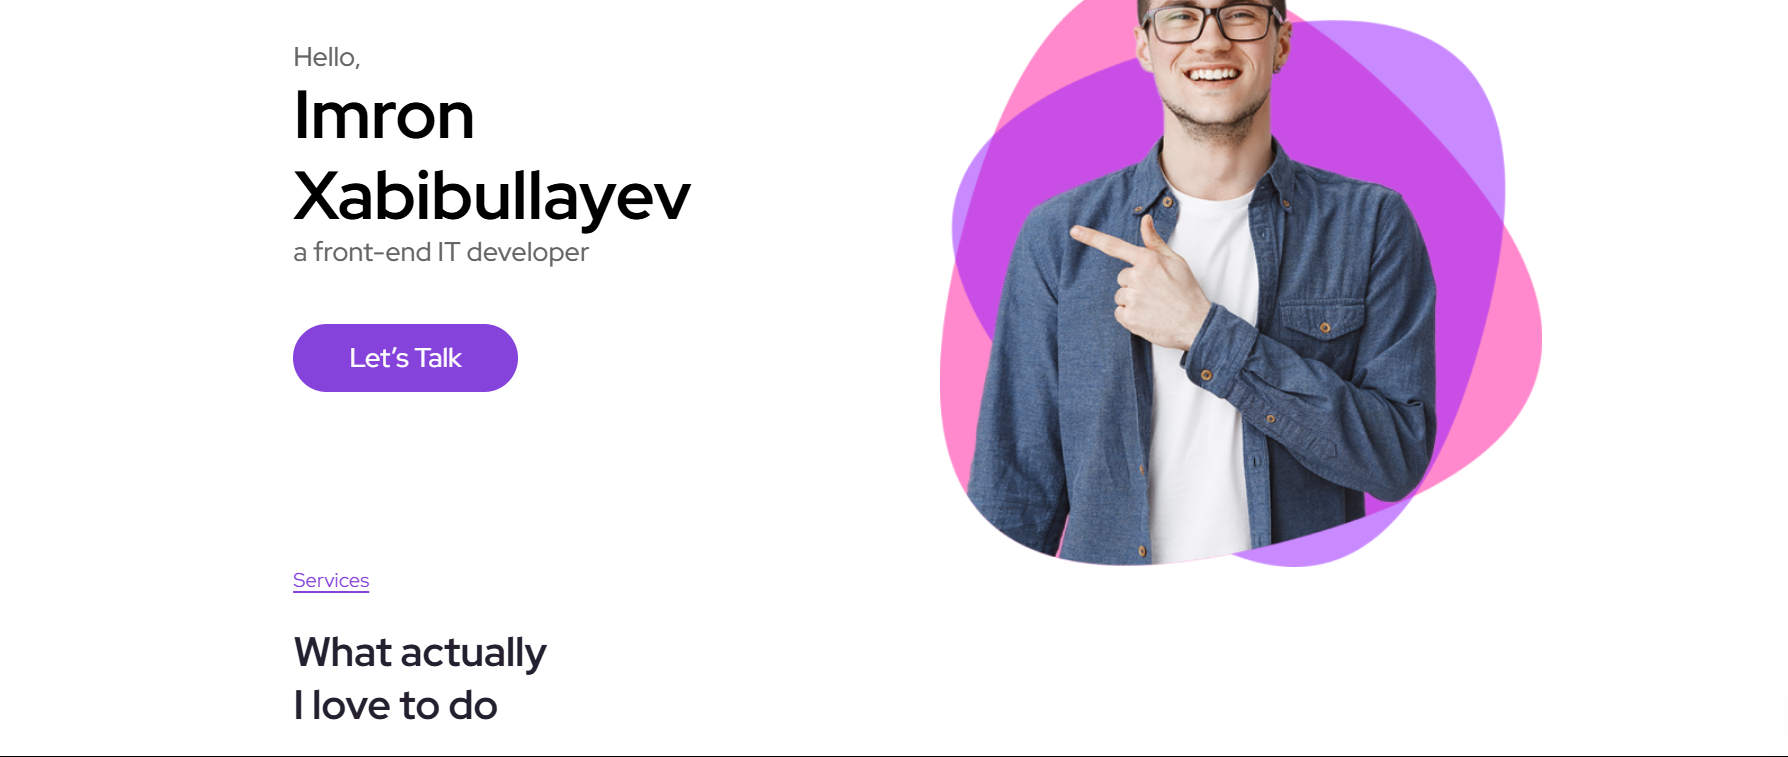 Hello,
Imron
Xabibullayev
a front-end IT developer
Let’s Talk
Services
What actually
I love to do